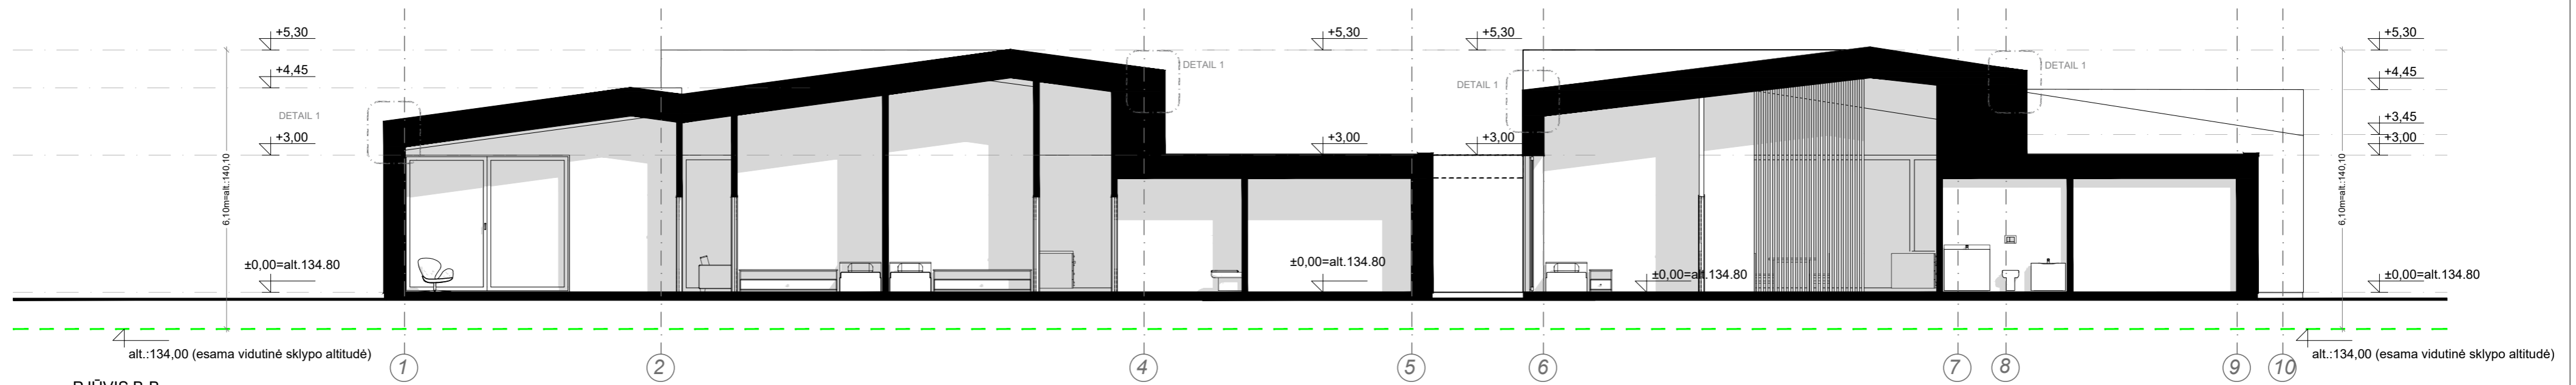 +5,30
+5,30
+5,30
+5,30
+4,45
DETAIL 1
DETAIL 1
DETAIL 1
+4,45
DETAIL 1
+3,45
+3,00
+3,00
+3,00
+3,00
6,10m=alt.:140,10
6,10m=alt.:140,10
±0,00=alt.134.80
±0,00=alt.134.80
±0,00=alt.134.80
±0,00=alt.134.80
alt.:134,00 (esama vidutinė sklypo altitudė)
alt.:134,00 (esama vidutinė sklypo altitudė)
1
2
4
5
6
7
8
9
10